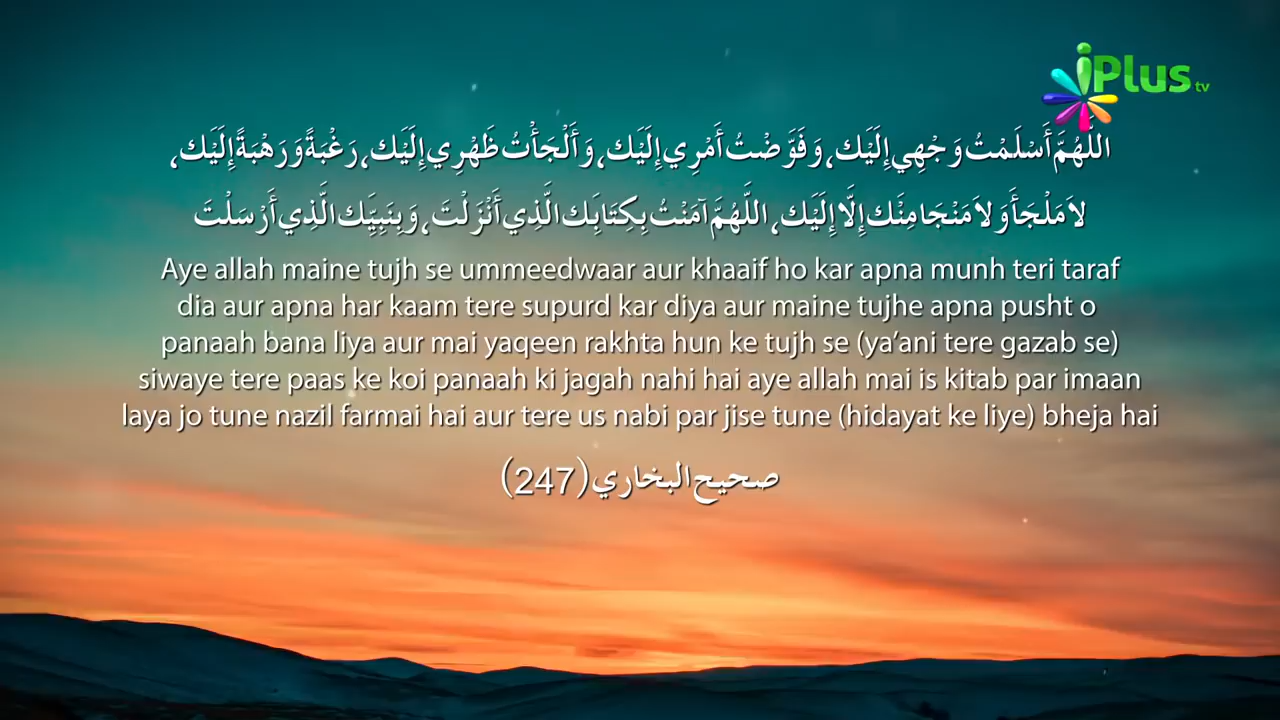 iPlus tv
اللَّهُمَّ أَسْلَمْتُ وَجْهِي إِلَيْكَ، وَفَوَّضْتُ أَمْرِي إِلَيْكَ، وَأَلْجَأْتُ ظَهْرِي إِلَيْكَ، رَغْبَةً وَرَهْبَةً إِلَيْكَ،
لاَ مَلْجَأَ وَلاَ مَنْجَا مِنْكَ إِلَّا إِلَيْكَ، اللَّهُمَّ آمَنْتُ بِكِتَابِكَ الَّذِي أَنْزَلْتَ، وَبِنَبِيِّكَ الَّذِي أَرْسَلْتَ
Aye allah maine tujh se ummeedwaar aur khaaif ho kar apna munh teri taraf
dia aur apna har kaam tere supurd kar diya aur maine tujhe apna pusht o
panaah bana liya aur mai yaqeen rakhta hun ke tujh se (ya’ani tere gazab se)
siwaye tere paas ke koi panaah ki jagah nahi hai aye allah mai is kitab par imaan
laya jo tune nazil farmai hai aur tere us nabi par jise tune (hidayat ke liye) bheja hai
صحيح البخاري (247)